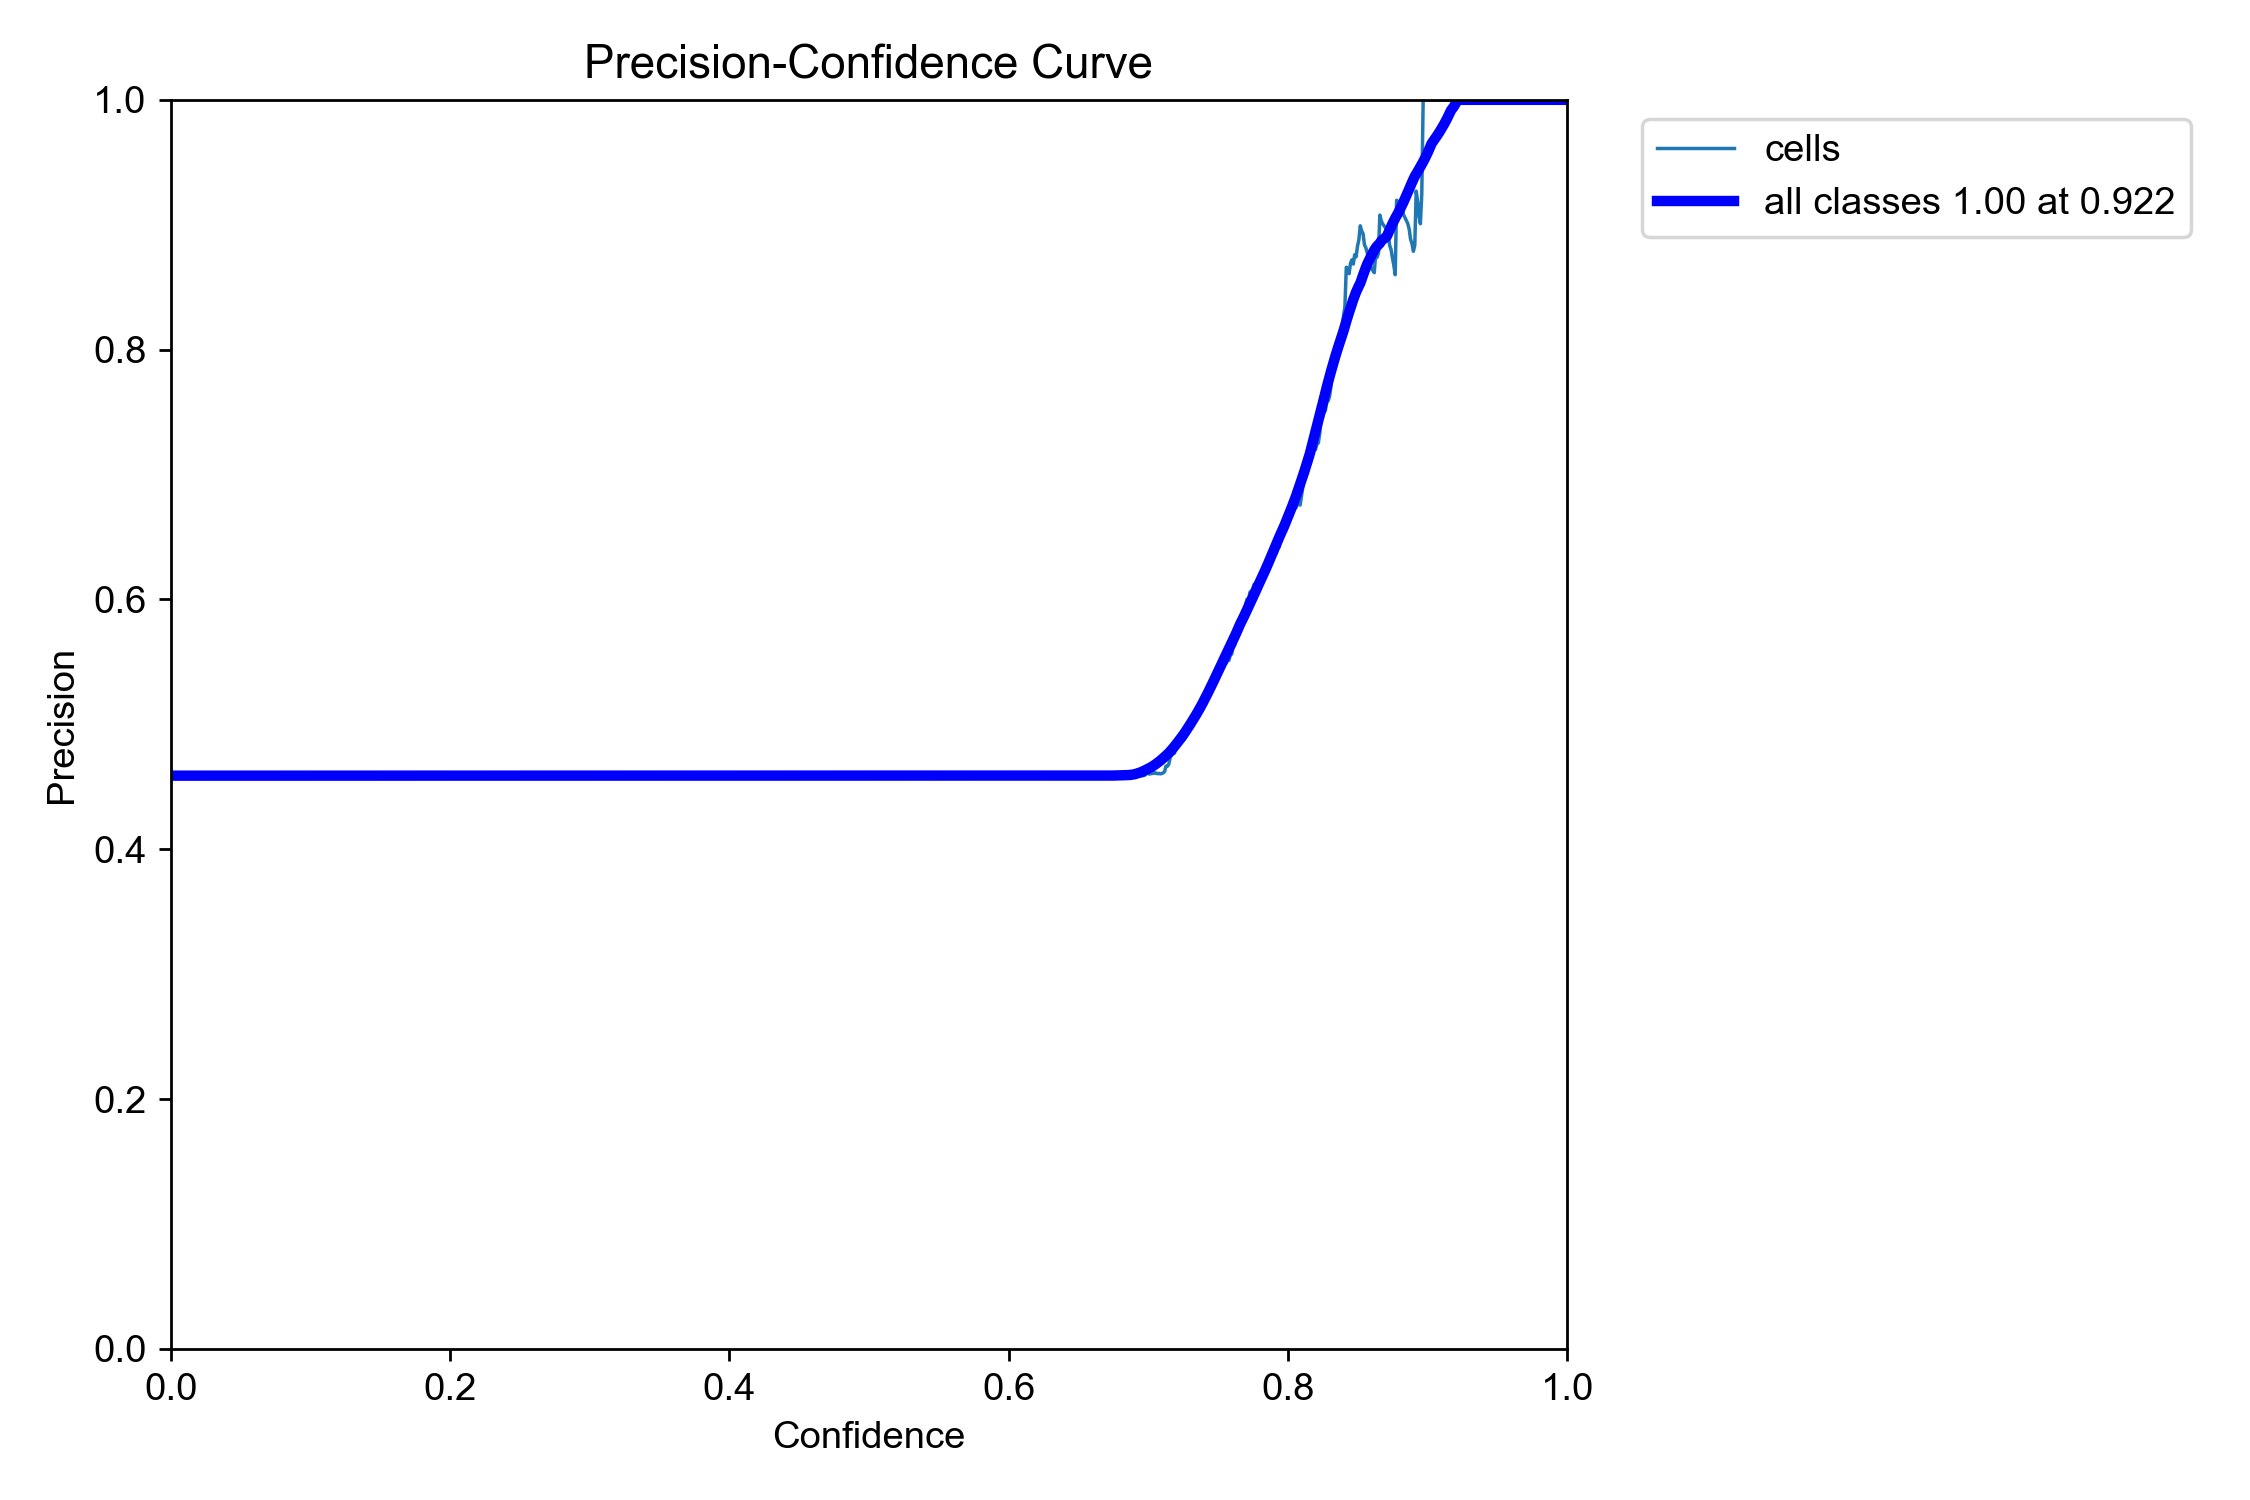 Precision-Confidence Curve
1.0
0.8
0.6
0.4
0.2
0.0
Precision
0.0 0.2 0.4 0.6 0.8 1.0
Confidence
cells
all classes 1.00 at 0.922